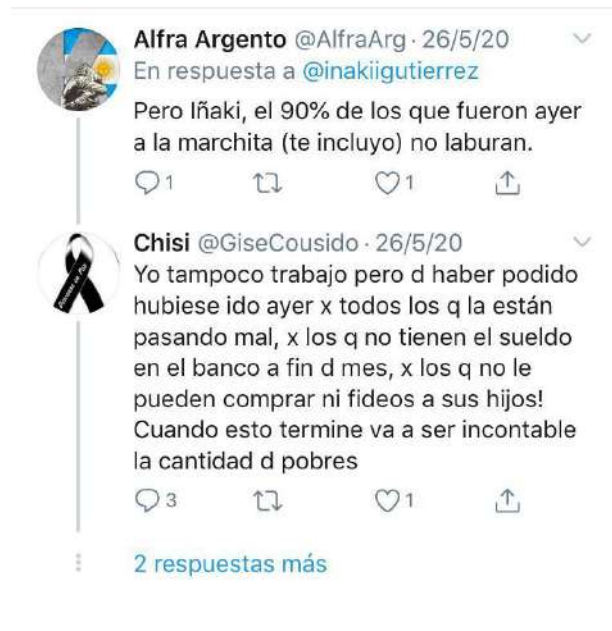 Alfra Argento @AlfraArg · 26/5/20
En respuesta a @inakiigutierrez
Pero Iñaki, el 90% de los que fueron ayer
a la marchita (te incluyo) no laburan.
1 1
Chisi @GiseCousido · 26/5/20
Yo tampoco trabajo pero d haber podido
hubiese ido ayer x todos los q la están
pasando mal, x los q no tienen el sueldo
en el banco a fin d mes, x los q no le
pueden comprar ni fideos a sus hijos!
Cuando esto termine va a ser incontable
la cantidad d pobres
3 1
2 respuestas más